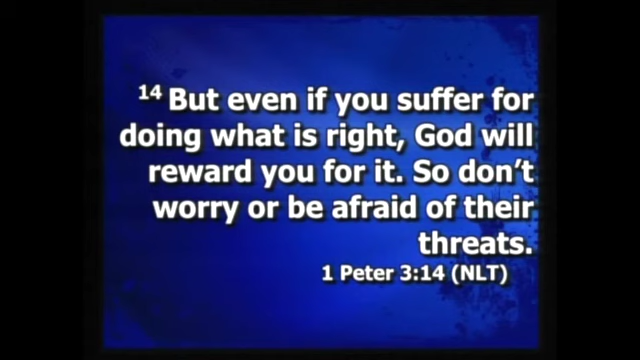 14 But even if you suffer for
doing what is right, God will
reward you for it. So don’t
worry or be afraid of their
threats.
1 Peter 3:14 (NLT)